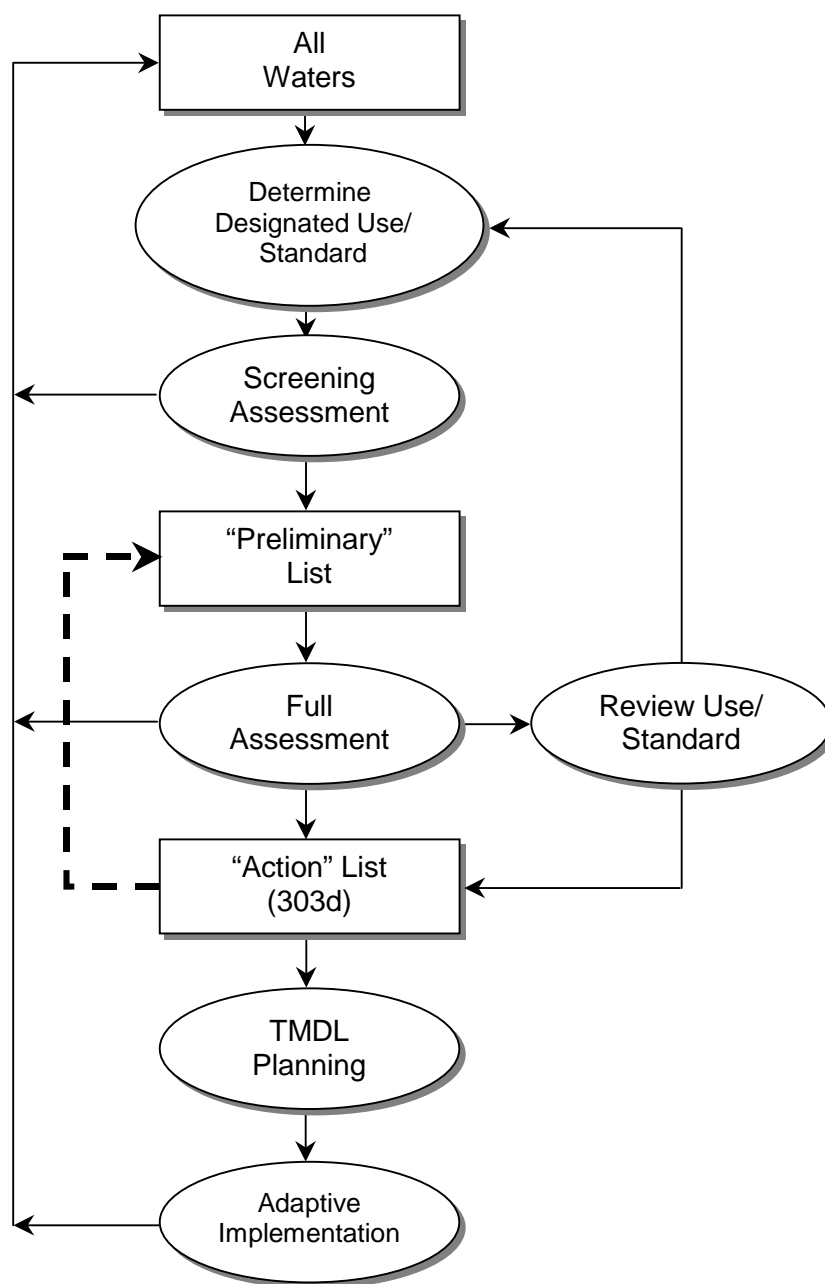 All
Waters
Determine
Designated Use/
Standard
Screening
Assessment
“Preliminary”
List
Full
Assessment
Review Use/
Standard
“Action” List
(303d)
TMDL
Planning
Adaptive
Implementation